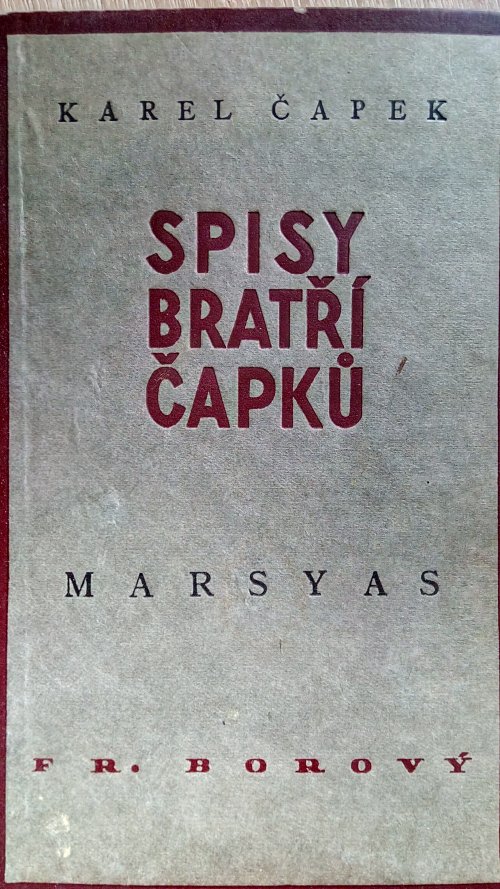 KAREL ČAPEK
SPISY
BRATŘÍ
ČAPKŮ
MARSYAS
FR. BOROVÝ